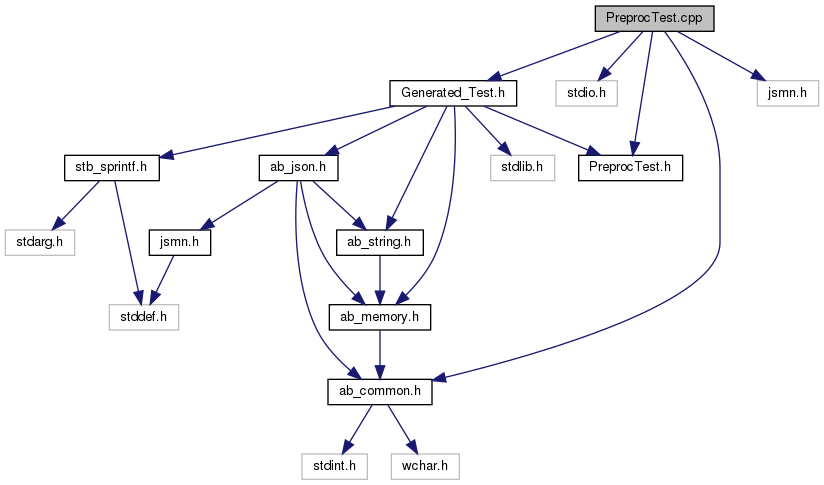 PreprocTest.cpp
Generated_Test.h
stdio.h
jsmn.h
stb_sprintf.h
ab_json.h
stdlib.h
PreprocTest.h
stdarg.h
jsmn.h
ab_string.h
stddef.h
ab_memory.h
ab_common.h
stdint.h
wchar.h